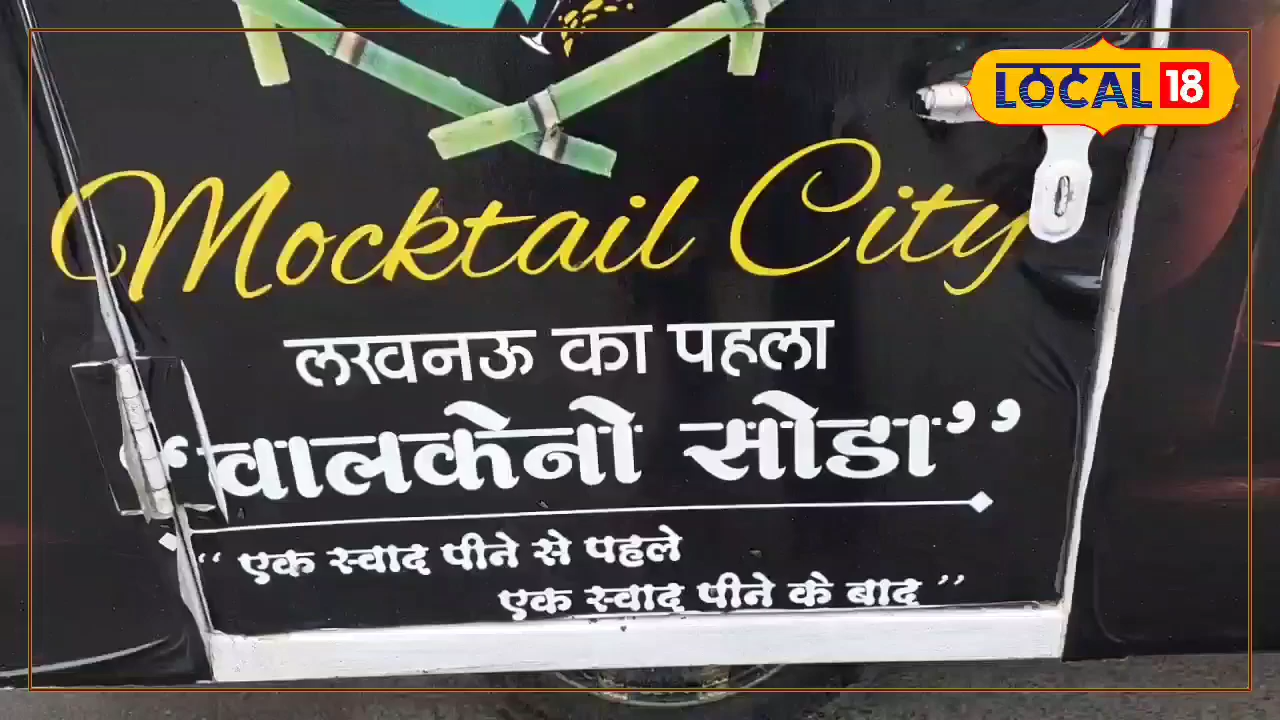 LOCAL 18
Mocktail City
लखनऊ का पहला
“वालकेनो सोडा”
“ एक स्वाद पीने से पहले
एक स्वाद पीने के बाद ”